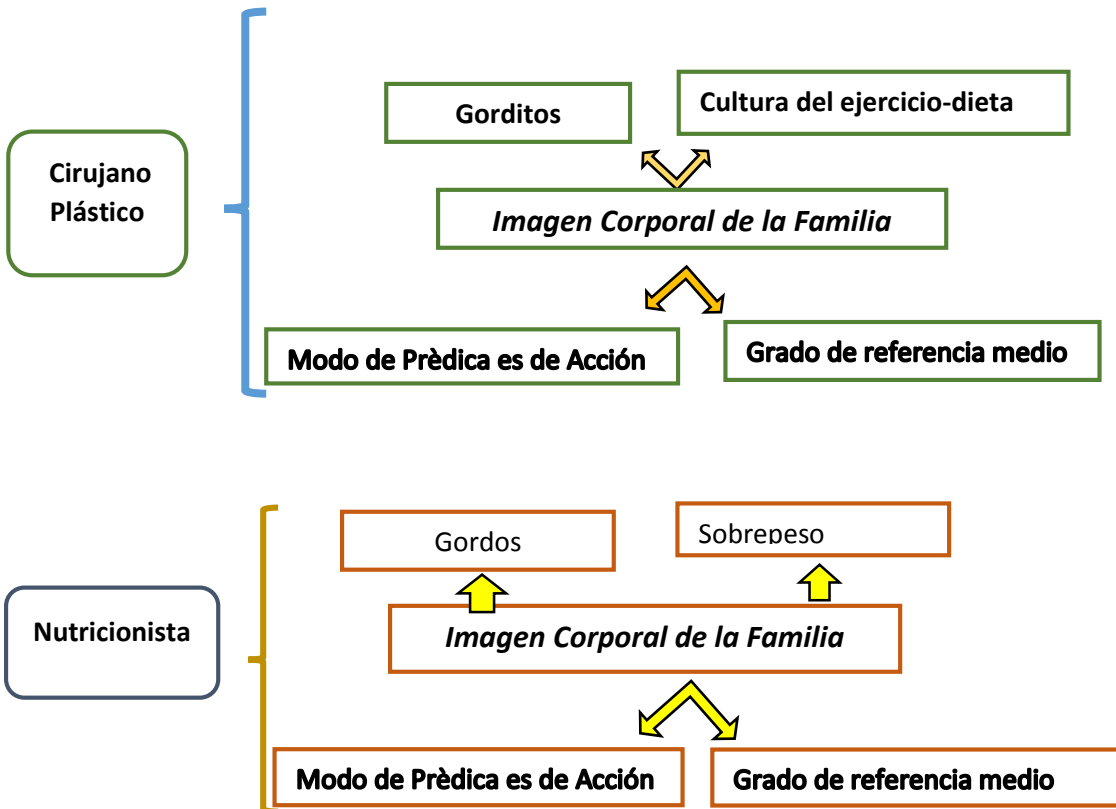 Gorditos
Cultura del ejercicio-dieta
Cirujano
Plástico
Imagen Corporal de la Familia
Modo de Prèdica es de Acción
Grado de referencia medio
Gordos
Sobrepeso
Nutricionista
Imagen Corporal de la Familia
Modo de Prèdica es de Acción
Grado de referencia medio